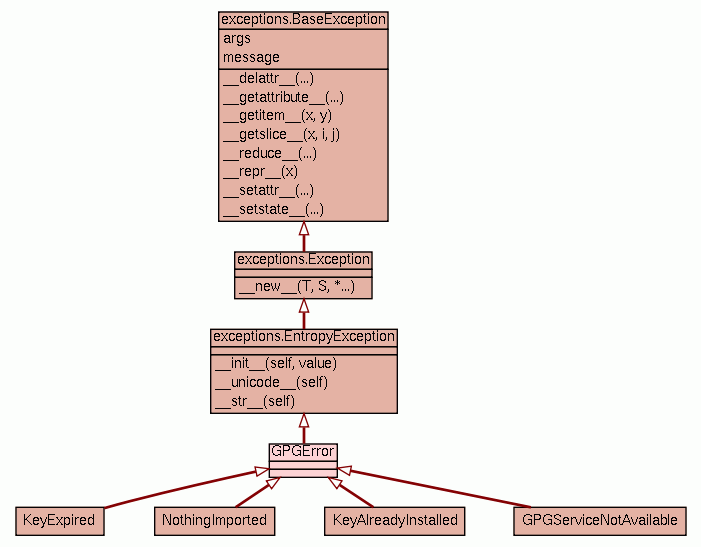 exceptions.BaseException
args
message
__delattr__(...)
__getattribute__(...)
__getitem__(x, y)
__getslice__(x, i, j)
__reduce__(...)
__repr__(x)
__setattr__(...)
__setstate__(...)
exceptions.Exception
__new__(T, S, *...)
exceptions.EntropyException
__init__(self, value)
__unicode__(self)
__str__(self)
GPGError
KeyExpired
NothingImported
KeyAlreadyInstalled
GPGServiceNotAvailable